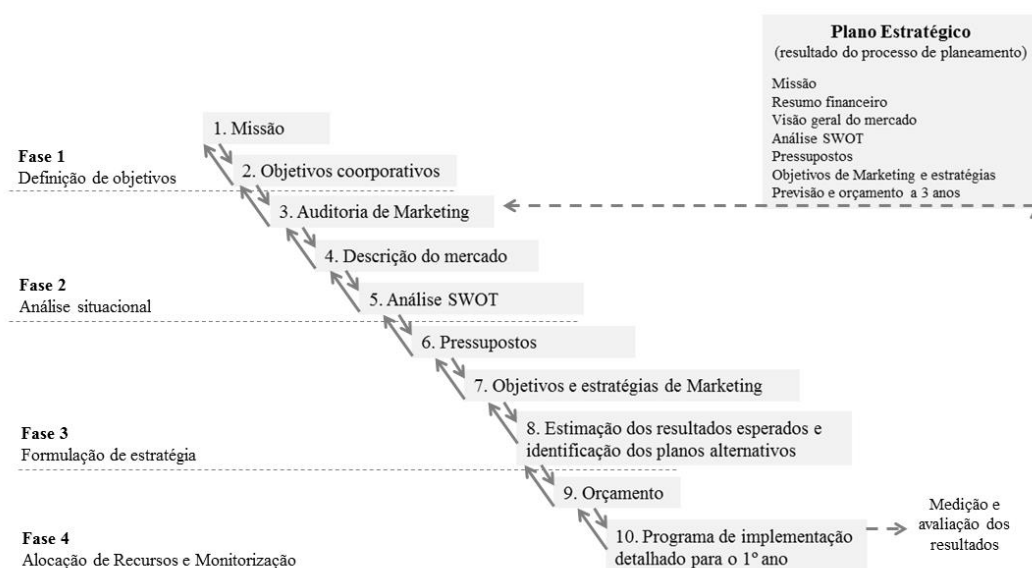 Plano Estratégico
(resultado do processo de planeamento)
Missão
Resumo financeiro
Visão geral do mercado
Análise SWOT
Pressupostos
Objetivos de Marketing e estratégias
Previsão e orçamento a 3 anos
1. Missão
Fase 1
Definição de objetivos
2. Objetivos coorporativos
3. Auditoria de Marketing
4. Descrição do mercado
Fase 2
Análise situacional
5. Análise SWOT
6. Pressupostos
7. Objetivos e estratégias de Marketing
Fase 3
Formulação de estratégia
8. Estimação dos resultados esperados e
identificação dos planos alternativos
9. Orçamento
Fase 4
Alocação de Recursos e Monitorização
10. Programa de implementação
detalhado para o 1º ano
Medição e
avaliação dos
resultados